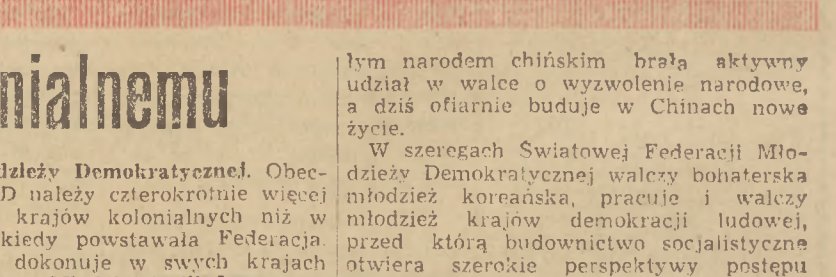 nialnemu
dzieży Demokratycznej. Obec-
D należy czterokrotnie więcej
krajów kolonialnych niż w
kiedy powstawała Federacja.
dokonuje w swych krajach
łym narodem chińskim brała aktywny
udział w walce o wyzwolenie narodowe,
a dziś ofiarnie buduje w Chinach nowe
życie.
W szeregach Światowej Federacji Mło-
dzieży Demokratycznej walczy bohaterska
młodzież koreańska, pracuje i walczy
młodzież krajów demokracji ludowej,
przed którą budownictwo socjalistyczne
otwiera szerokie perspektywy postępu